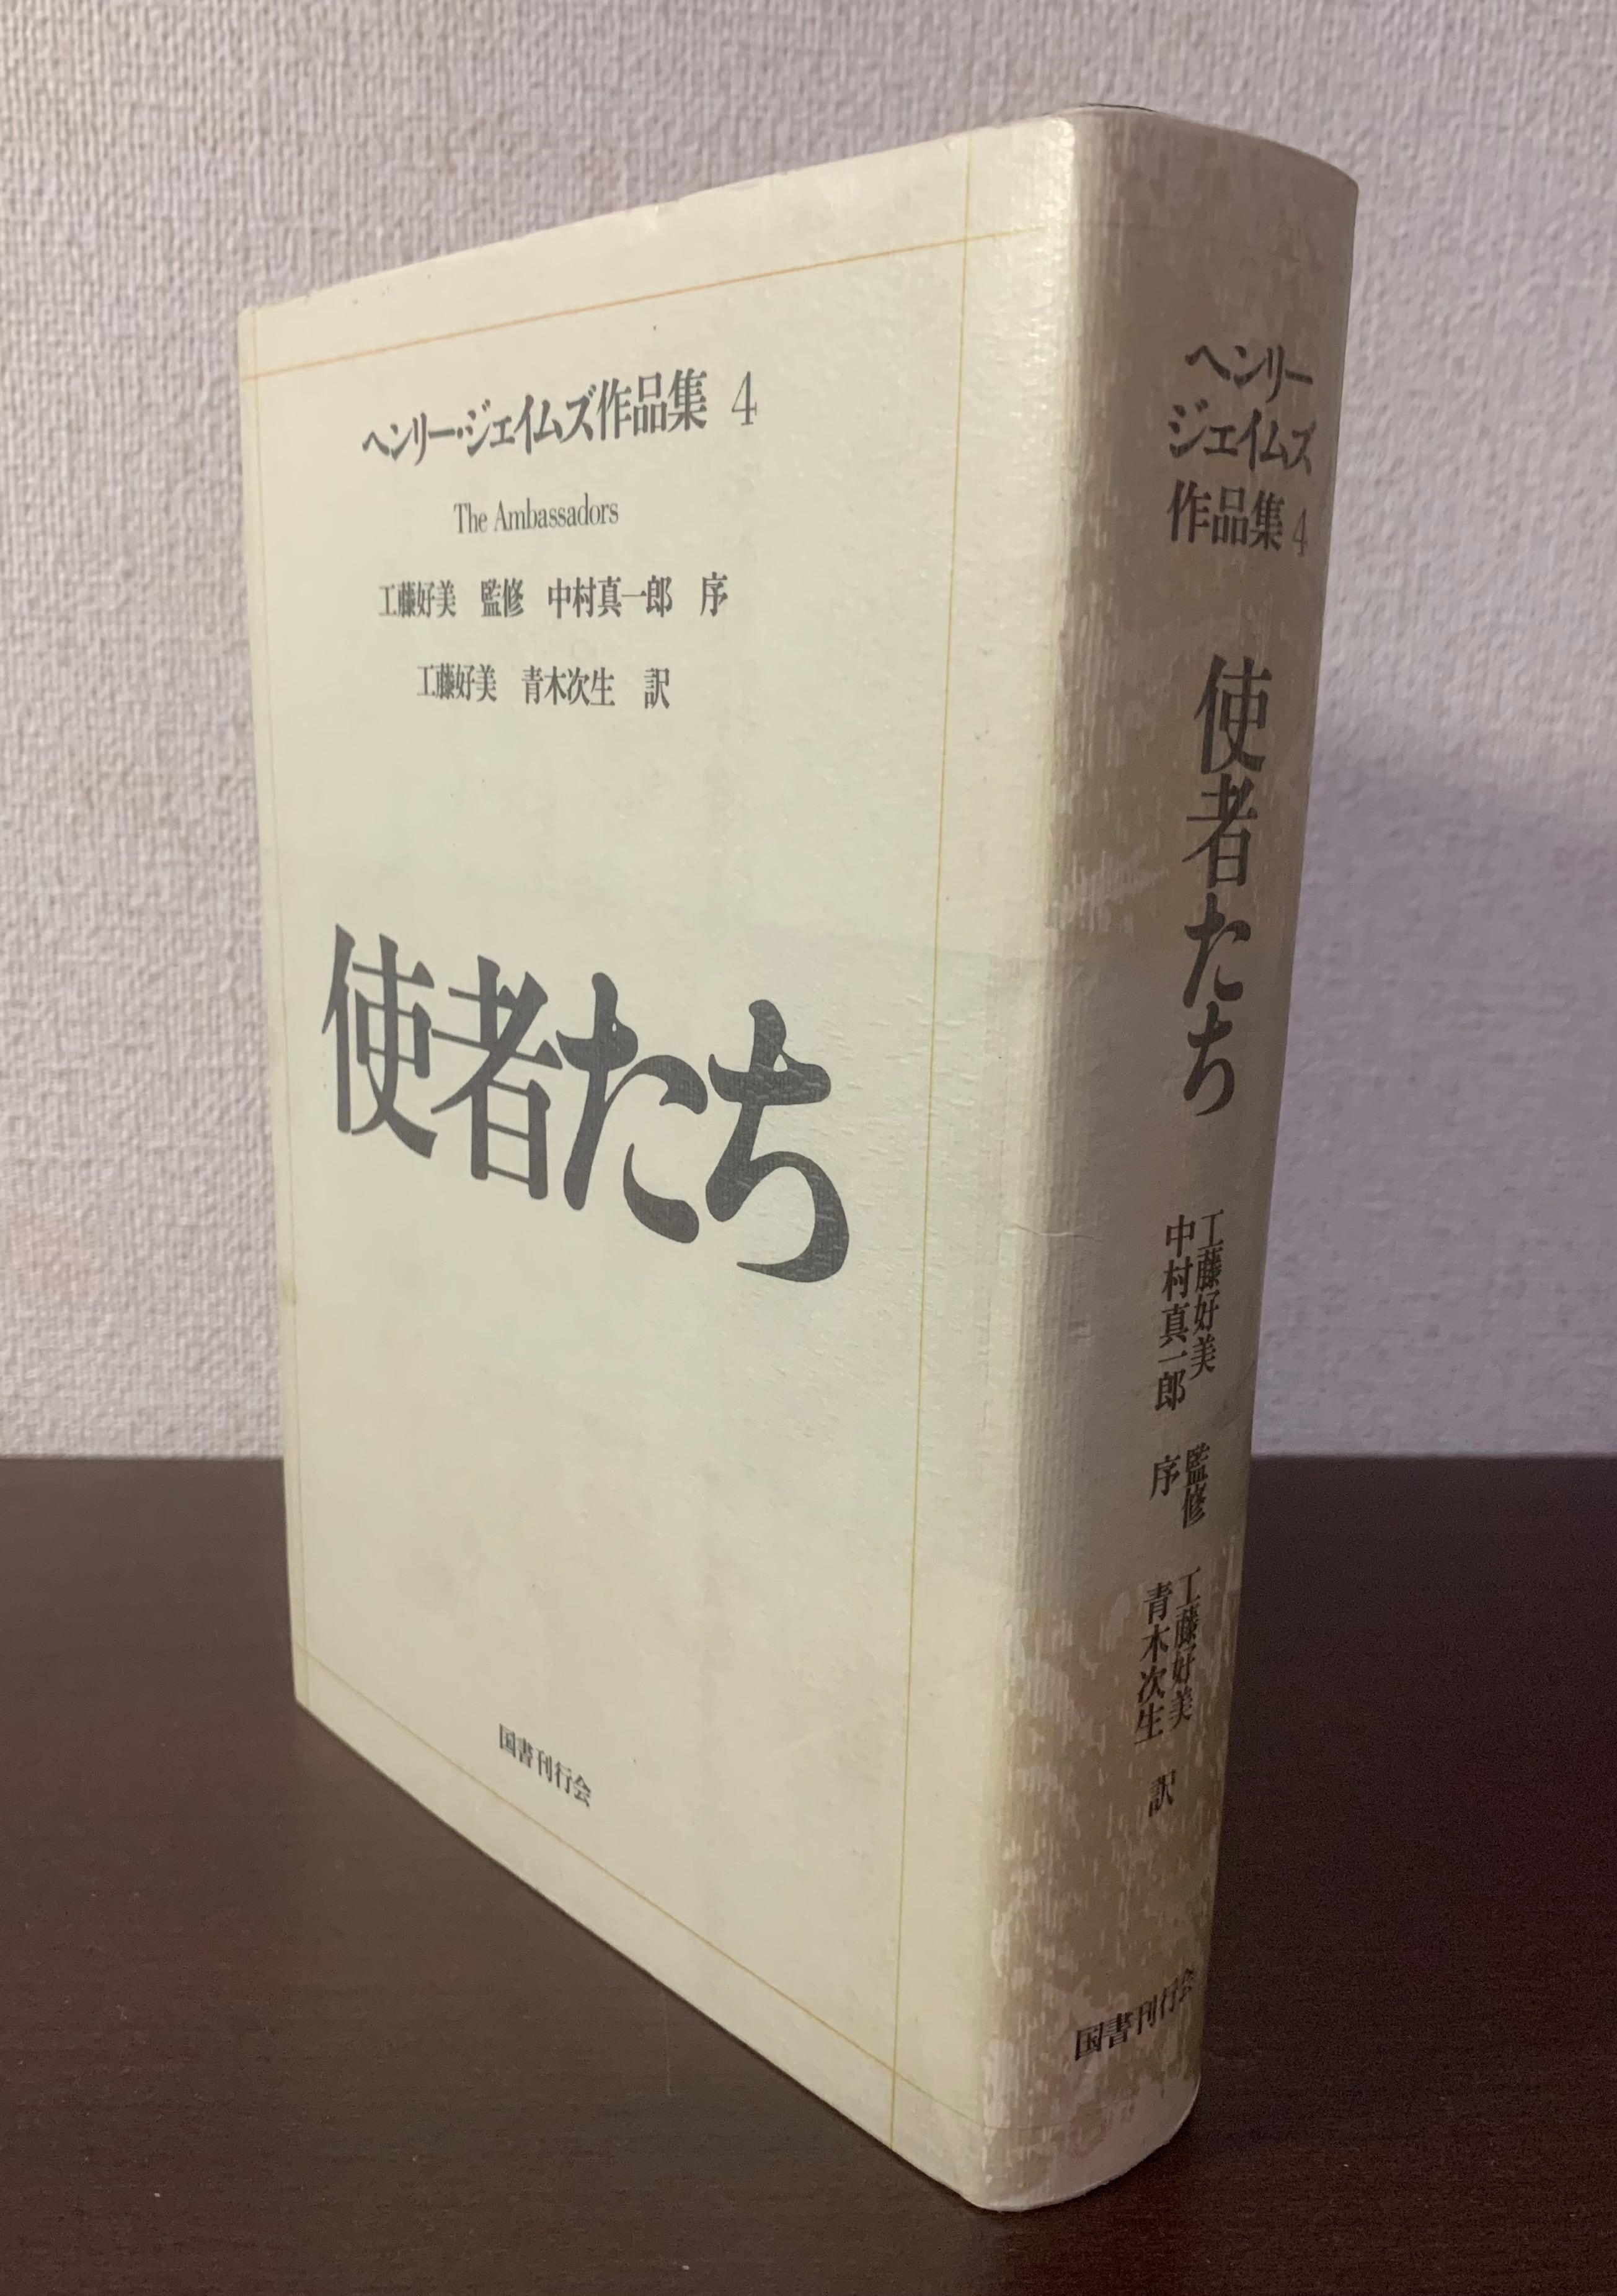 ヘンリー・ジェイムズ作品集 4
The Ambassadors
工藤好美 監修 中村真一郎 序
工藤好美 青木次生 訳
使者たち
国書刊行会
ヘンリー
ジェイムズ
作品集 4
使者たち
工藤好美 監修
中村真一郎 序
工藤好美
青木次生 訳
国書刊行会